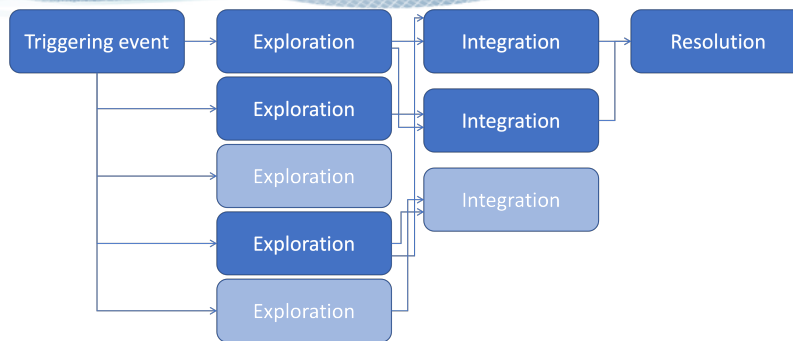 Triggering event
Exploration
Integration
Resolution
Exploration
Integration
Exploration
Integration
Exploration
Exploration